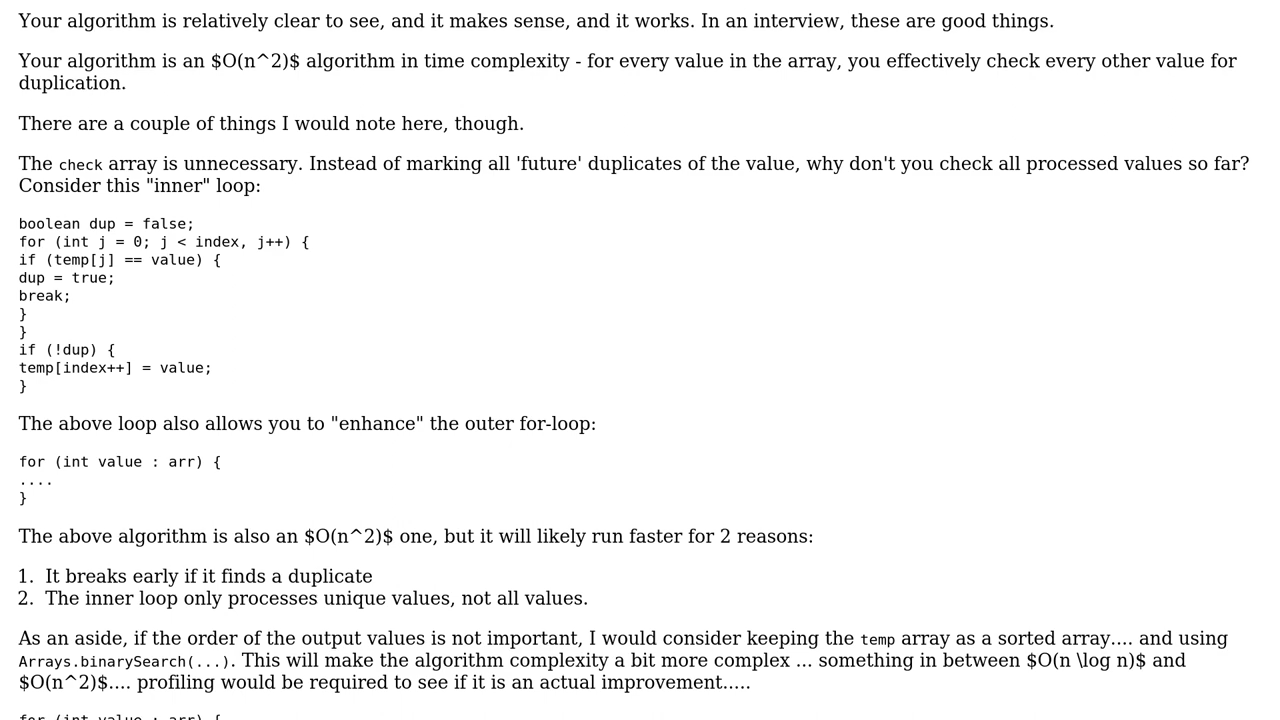 Your algorithm is relatively clear to see, and it makes sense, and it works. In an interview, these are good things.
Your algorithm is an $O(n^2)$ algorithm in time complexity - for every value in the array, you effectively check every other value for
duplication.
There are a couple of things I would note here, though.
The check array is unnecessary. Instead of marking all 'future' duplicates of the value, why don't you check all processed values so far?
Consider this "inner" loop:
boolean dup = false;
for (int j = 0; j < index, j++) {
if (temp[j] == value) {
dup = true;
break;
}
}
if (!dup) {
temp[index++] = value;
}
The above loop also allows you to "enhance" the outer for-loop:
for (int value : arr) {
....
}
The above algorithm is also an $O(n^2)$ one, but it will likely run faster for 2 reasons:
1. It breaks early if it finds a duplicate
2. The inner loop only processes unique values, not all values.
As an aside, if the order of the output values is not important, I would consider keeping the temp array as a sorted array.... and using
Arrays.binarySearch(...). This will make the algorithm complexity a bit more complex ... something in between $O(n \log n)$ and
$O(n^2)$.... profiling would be required to see if it is an actual improvement.....
for (int value : arr) {